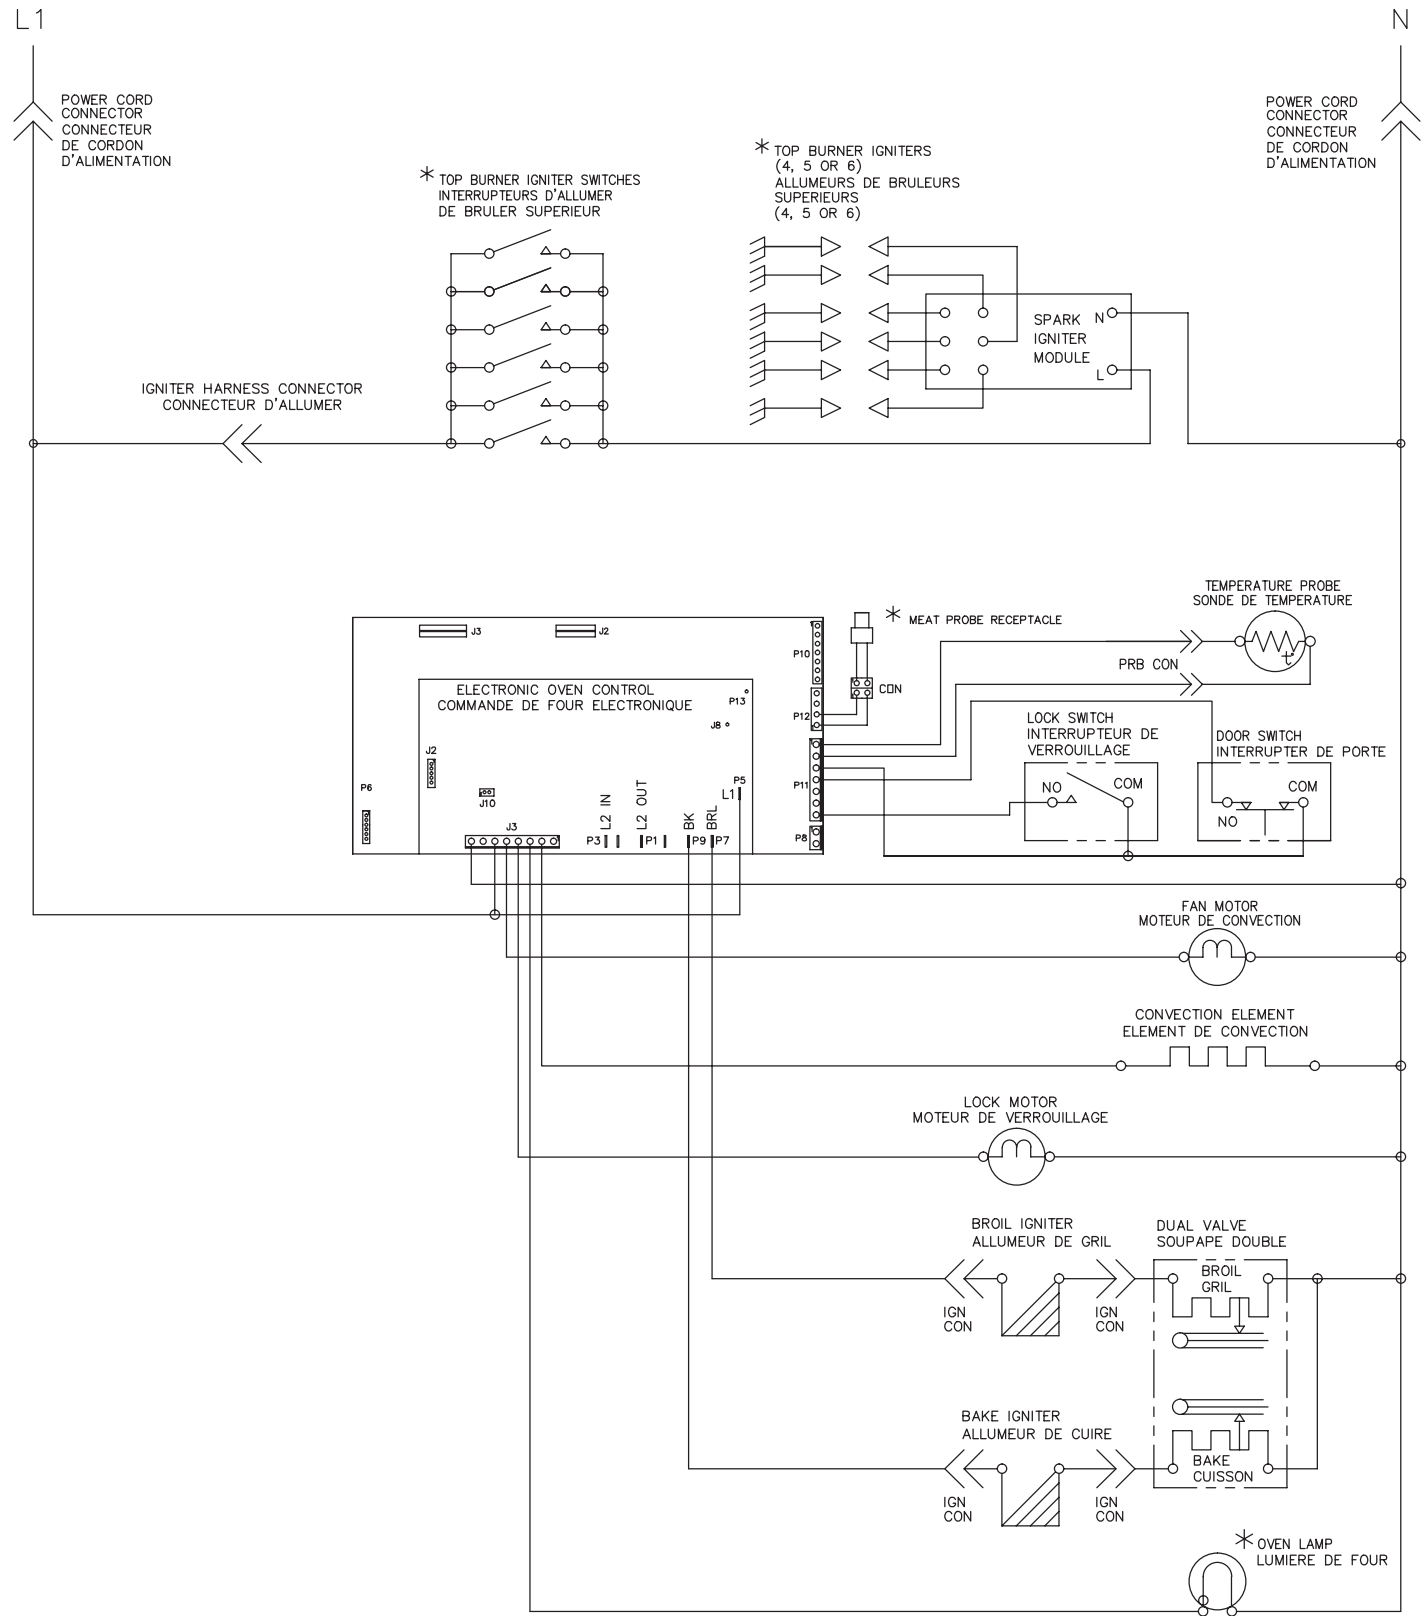 L1
N
POWER CORD
CONNECTOR
CONNECTEUR
DE CORDON
D'ALIMENTATION
POWER CORD
CONNECTOR
CONNECTEUR
DE CORDON
D'ALIMENTATION
* TOP BURNER IGNITER SWITCHES
INTERRUPTEURS D'ALLUMER
DE BRULER SUPERIEUR
* TOP BURNER IGNITERS
(4, 5 OR 6)
ALLUMEURS DE BRULEURS
SUPERIEURS
(4, 5 OR 6)
SPARK
IGNITER
MODULE
N
L
IGNITER HARNESS CONNECTOR
CONNECTEUR D'ALLUMER
TEMPERATURE PROBE
SONDE DE TEMPERATURE
t°
* MEAT PROBE RECEPTACLE
J3
J2
P10
PRB CON
CON
ELECTRONIC OVEN CONTROL
COMMANDE DE FOUR ELECTRONIQUE
P13
P12
J8
LOCK SWITCH
INTERRUPTEUR DE
VERROUILLAGE
NO
COM
DOOR SWITCH
INTERRUPTER DE PORTE
COM
NO
J2
P6
J10
P5
L1
P11
J3
L2 IN
L2 OUT
BK
BRL
P3
P1
P9
P7
P8
FAN MOTOR
MOTEUR DE CONVECTION
CONVECTION ELEMENT
ELEMENT DE CONVECTION
LOCK MOTOR
MOTEUR DE VERROUILLAGE
BROIL IGNITER
ALLUMEUR DE GRIL
DUAL VALVE
SOUPAPE DOUBLE
BROIL
GRIL
IGN
CON
IGN
CON
BAKE IGNITER
ALLUMEUR DE CUIRE
BAKE
CUISSON
IGN
CON
IGN
CON
* OVEN LAMP
LUMIERE DE FOUR